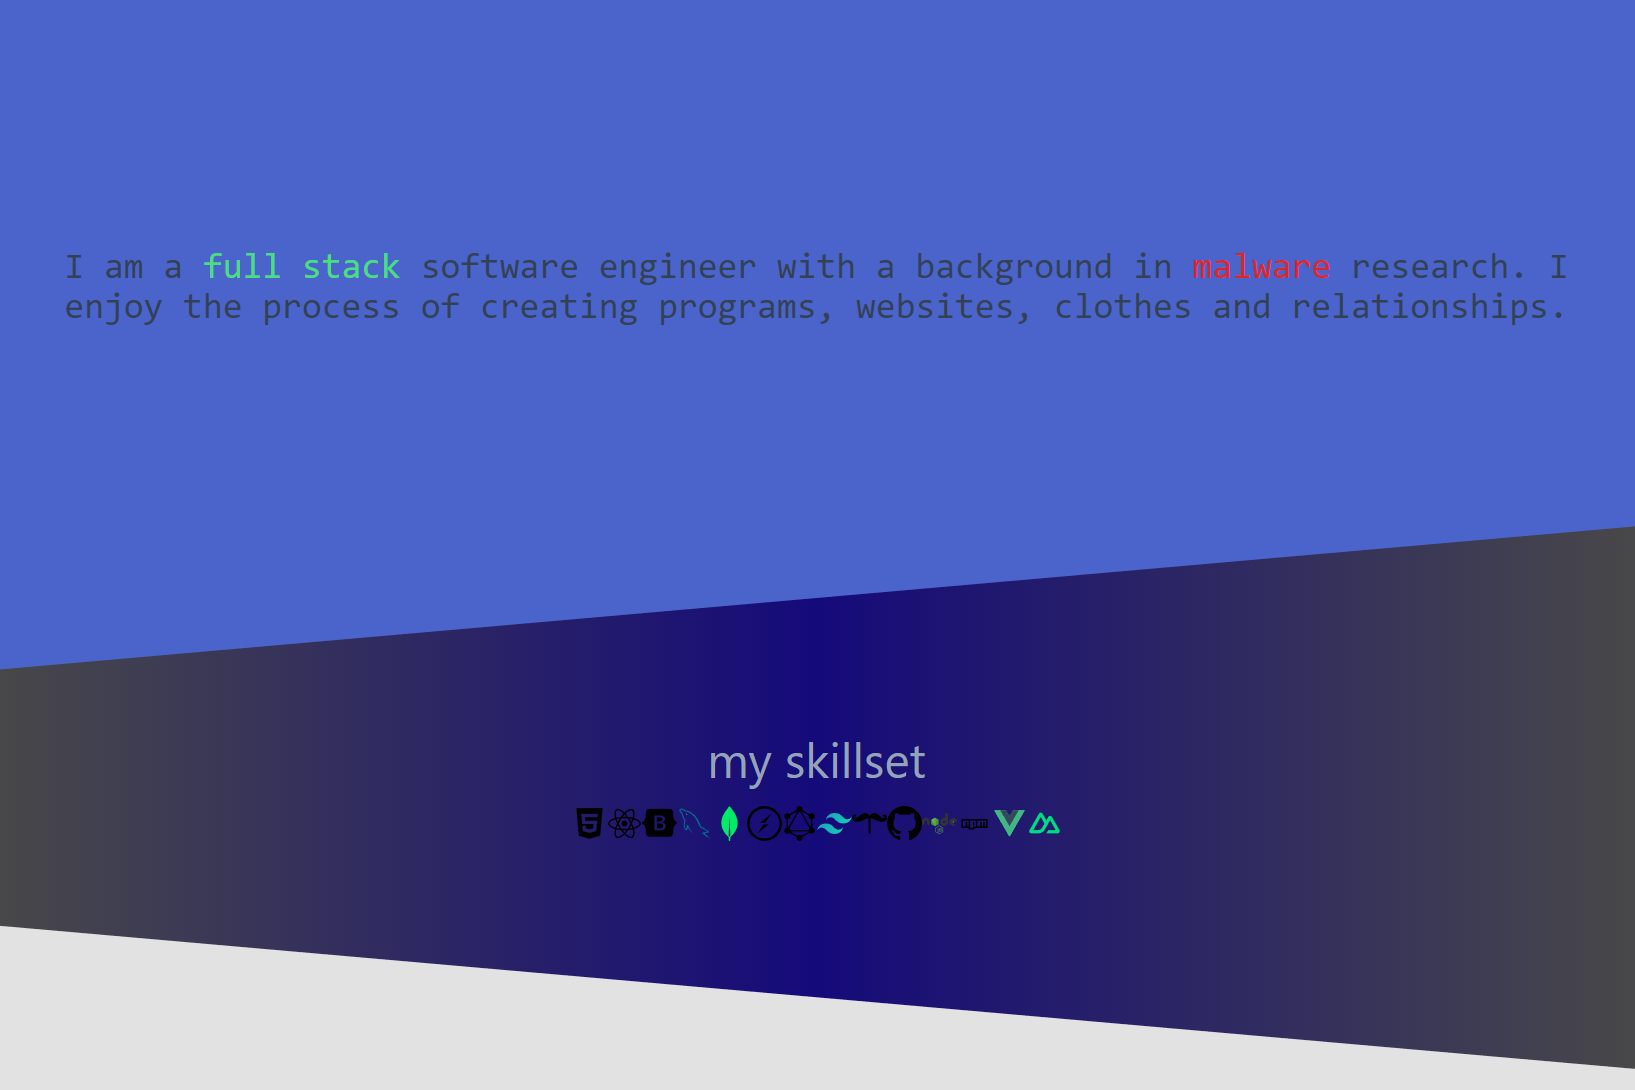 I am a full stack software engineer with a background in malware research. I
enjoy the process of creating programs, websites, clothes and relationships.
my skillset
5 B node npm